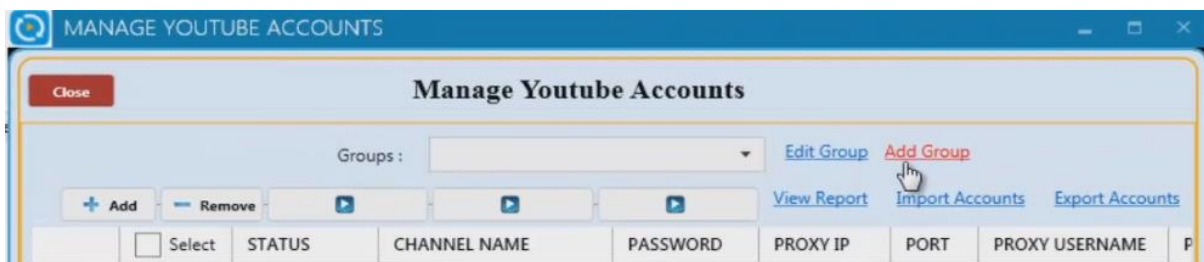 MANAGE YOUTUBE ACCOUNTS
Close Manage Youtube Accounts
Groups : Edit Group Add Group
Add Remove View Report Import Accounts Export Accounts
Select STATUS CHANNEL NAME PASSWORD PROXY IP PORT PROXY USERNAME P